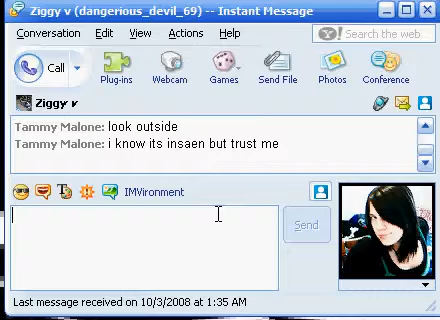 Ziggy v (dangerious_devil_69) -- Instant Message
Conversation Edit View Actions Help
Y! Search the web
Call Plug-ins Webcam Games Send File Photos Conference
Ziggy v
Tammy Malone: look outside
Tammy Malone: i know its insaen but trust me
IMVironment
Send
Last message received on 10/3/2008 at 1:35 AM